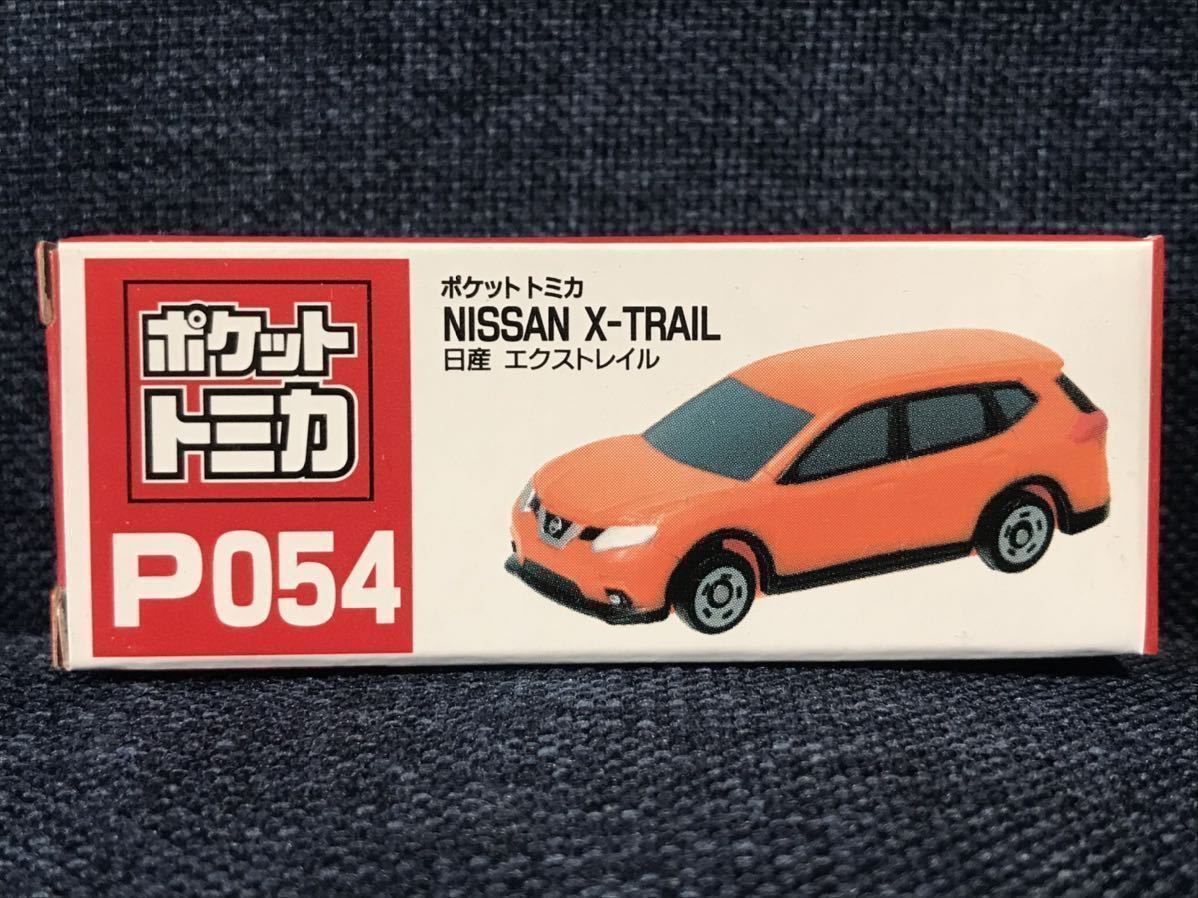 ポケット
トミカ
P054
ポケットトミカ
NISSAN X-TRAIL
日産 エクストレイル